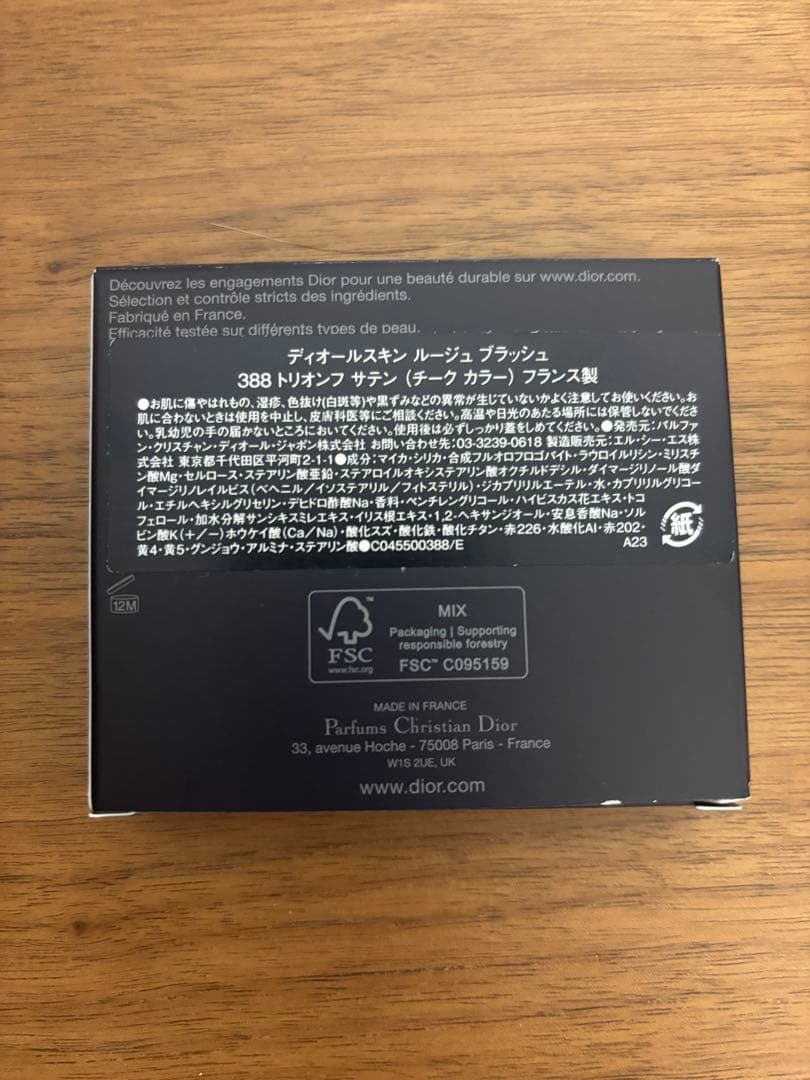 Découvrez les engagements Dior pour une beauté durable sur www.dior.com.
Sélection et contrôle stricts des ingrédients.
Fabriqué en France.
Efficacité testée sur différents types de peau.
ディオールスキン ルージュ ブラッシュ
388 トリオンフ サテン (チーク カラー) フランス製
●お肌に傷やはれもの、湿疹、色抜け(白斑等)や黒ずみなどの異常が生じていないかよく注意してお使いください。お
肌に合わないときは使用を中止し、皮膚科医等にご相談ください。高温や日光のあたる場所には保管しないでくださ
い。乳幼児の手の届かないところにおいてください。使用後は必ずしっかり蓋をしめてください。●発売元:パルファ
ン・クリスチャン・ディオール・ジャポン株式会社 お問い合わせ先:03-3239-0618 製造販売元:エル・シー・エス株
式会社 東京都千代田区平河町2-1-1●成分:マイカ・シリカ・合成フルオロフロゴパイト・ラウロイルリシン・ミリスチ
ン酸Mg・セルロース・ステアリン酸亜鉛・ステアロイルオキシステアリン酸オクチルドデシル・ダイマージリノール酸ダ
イマージリノレイルビス(ベヘニル/イソステアリル/フィトステリル)・ジカプリリルエーテル・水・カプリリルグリコ
ール・エチルヘキシルグリセリン・デヒドロ酢酸Na・香料・ペンチレングリコール・ハイビスカス花エキス・トコ
フェロール・加水分解サンシキスミレエキス・イリス根エキス・1,2-ヘキサンジオール・安息香酸Na・ソル
ビン酸K(+/-)ホウケイ酸(Ca/Na)・酸化スズ・酸化鉄・酸化チタン・赤226・水酸化Al・赤202・
黄4・黄5・グンジョウ・アルミナ・ステアリン酸●C045500388/E
紙
A23
12M
FSC
www.fsc.org
MIX
Packaging | Supporting
responsible forestry
FSC™ C095159
MADE IN FRANCE
Parfums Christian Dior
33, avenue Hoche - 75008 Paris - France
W1S 2UE, UK
www.dior.com